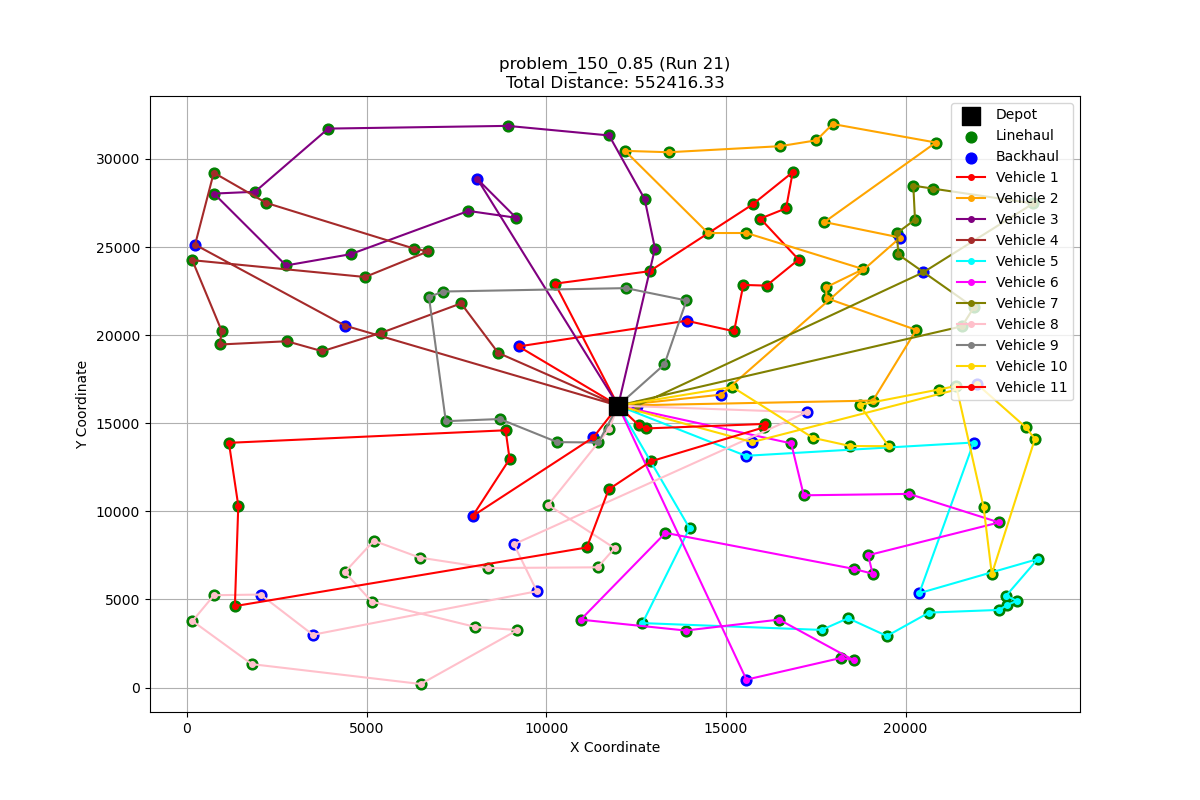 problem_150_0.85 (Run 21)
Total Distance: 552416.33
Depot
Linehaul
Backhaul
Vehicle 1
Vehicle 2
Vehicle 3
Vehicle 4
Vehicle 5
Vehicle 6
Vehicle 7
Vehicle 8
Vehicle 9
Vehicle 10
Vehicle 11
Y Coordinate
30000
25000
20000
15000
10000
5000
0
0
5000
10000
15000
20000
X Coordinate